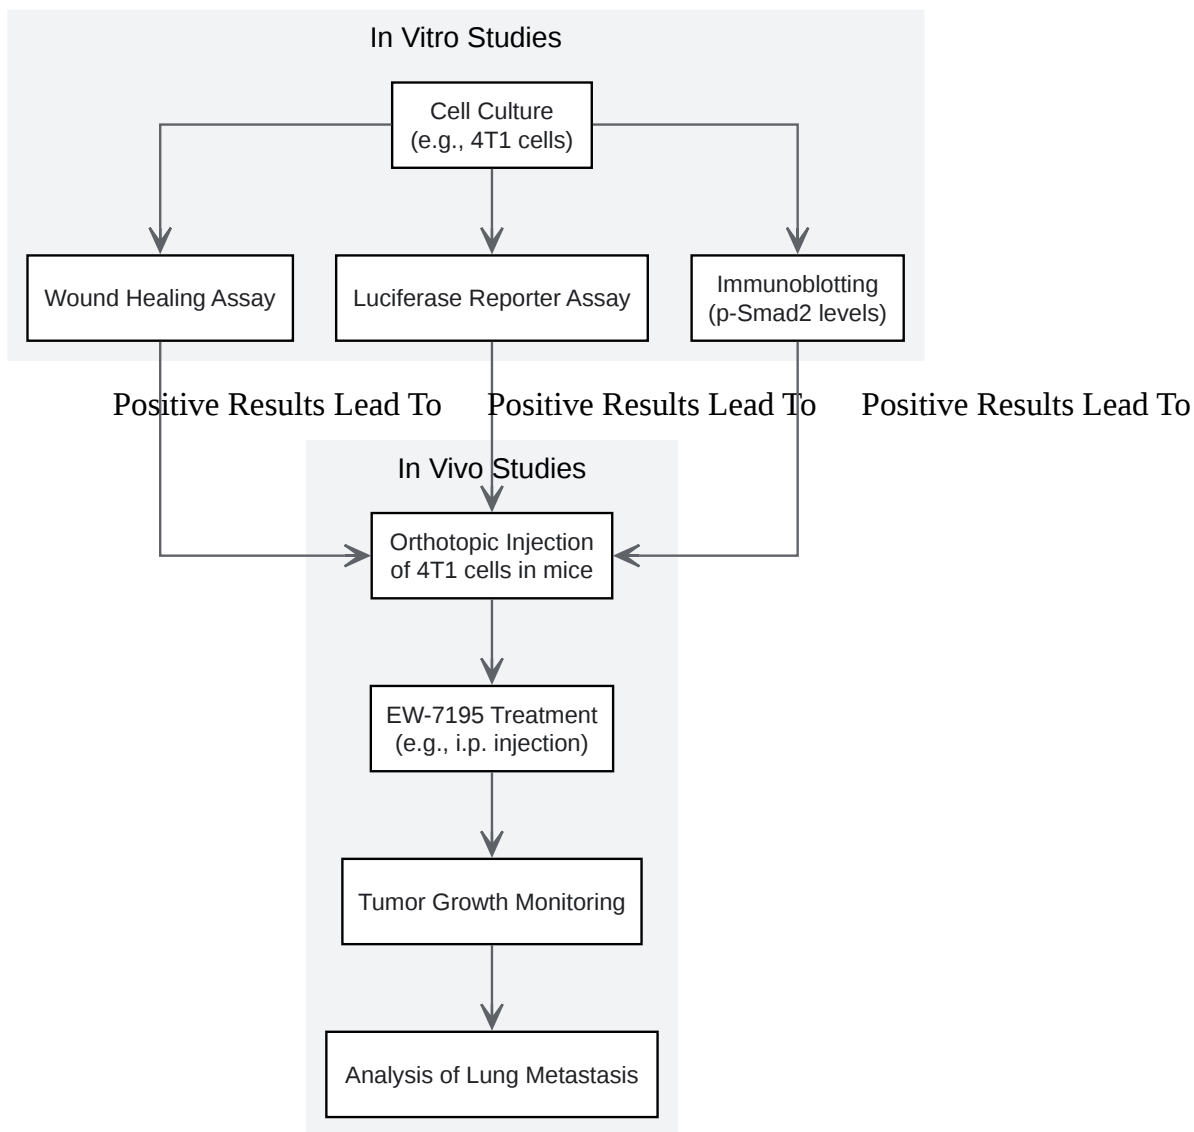 In Vitro Studies
Cell Culture
(e.g., 4T1 cells)
Wound Healing Assay
Luciferase Reporter Assay
Immunoblotting
(p-Smad2 levels)
Positive Results Lead To
Positive Results Lead To
Positive Results Lead To
In Vivo Studies
Orthotopic Injection
of 4T1 cells in mice
EW-7195 Treatment
(e.g., i.p. injection)
Tumor Growth Monitoring
Analysis of Lung Metastasis